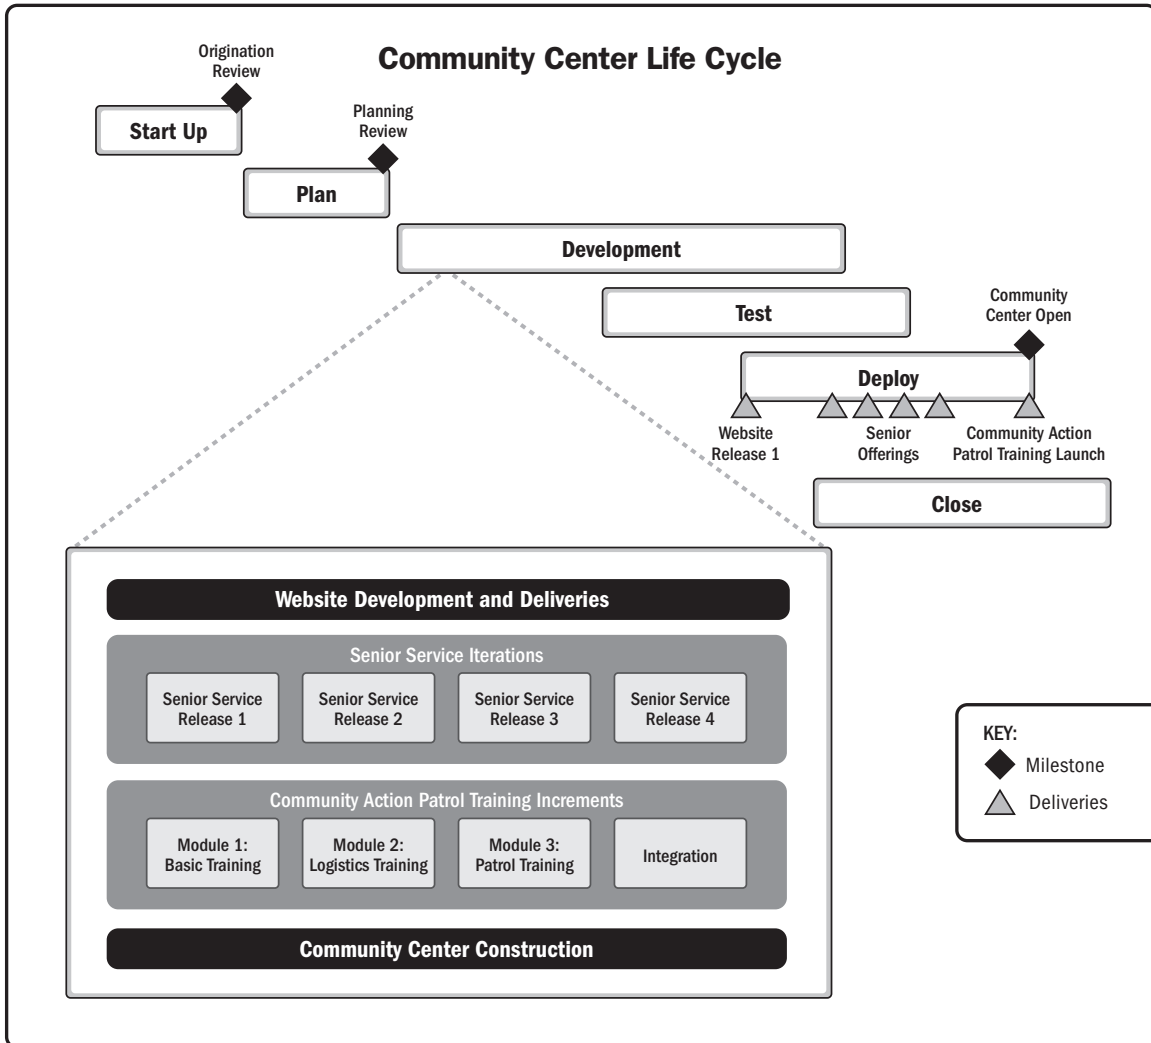 Community Center Life Cycle
Origination
Review
Start Up
Planning
Review
Plan
Development
Test
Community
Center Open
Deploy
Website
Release 1
Senior
Offerings
Community Action
Patrol Training Launch
Close
Website Development and Deliveries
Senior Service Iterations
Senior Service
Release 1
Senior Service
Release 2
Senior Service
Release 3
Senior Service
Release 4
Community Action Patrol Training Increments
Module 1:
Basic Training
Module 2:
Logistics Training
Module 3:
Patrol Training
Integration
Community Center Construction
KEY:
Milestone
Deliveries